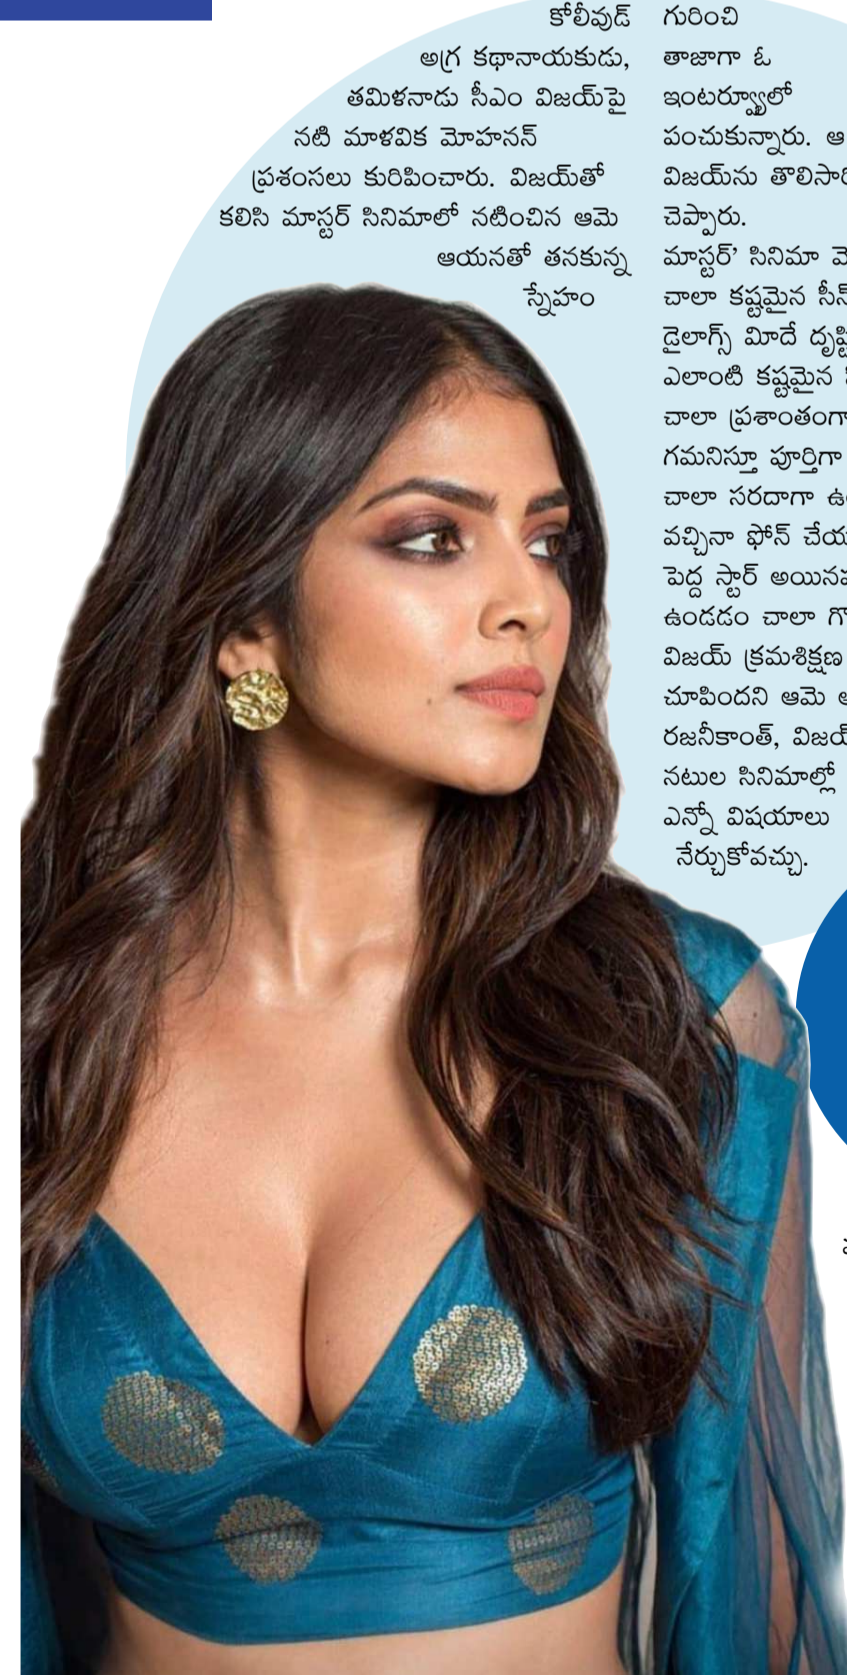 కోలీవుడ్
అగ్ర కథానాయకుడు,
తమిళనాడు సీఎం విజయ్‌పై
నటి మాళవిక మోహనన్
ప్రశంసలు కురిపించారు. విజయ్‌తో
కలిసి మాస్టర్ సినిమాలో నటించిన ఆమె
ఆయనతో తనకున్న
స్నేహం
గురించి
తాజాగా ఓ
ఇంటర్వ్యూలో
పంచుకున్నారు. ఆ
విజయ్‌ను
చెప్పారు.
మాస్టర్’ సినిమా
చాలా కష్టమైన
డైలాగ్స్ మీదే
ఎలాంటి కష్టమైన
చాలా ప్రశాంతంగా
గమనిస్తూ పూర్తిగా
చాలా సరదాగా
వచ్చినా ఫోన్
పెద్ద స్టార్
ఉండడం చాలా
విజయ్ క్రమశిక్షణ
చూపిందని ఆమె
రజనీకాంత్,
నటుల సినిమాల్లో
ఎన్నో విషయాలు
నేర్చుకోవచ్చు.